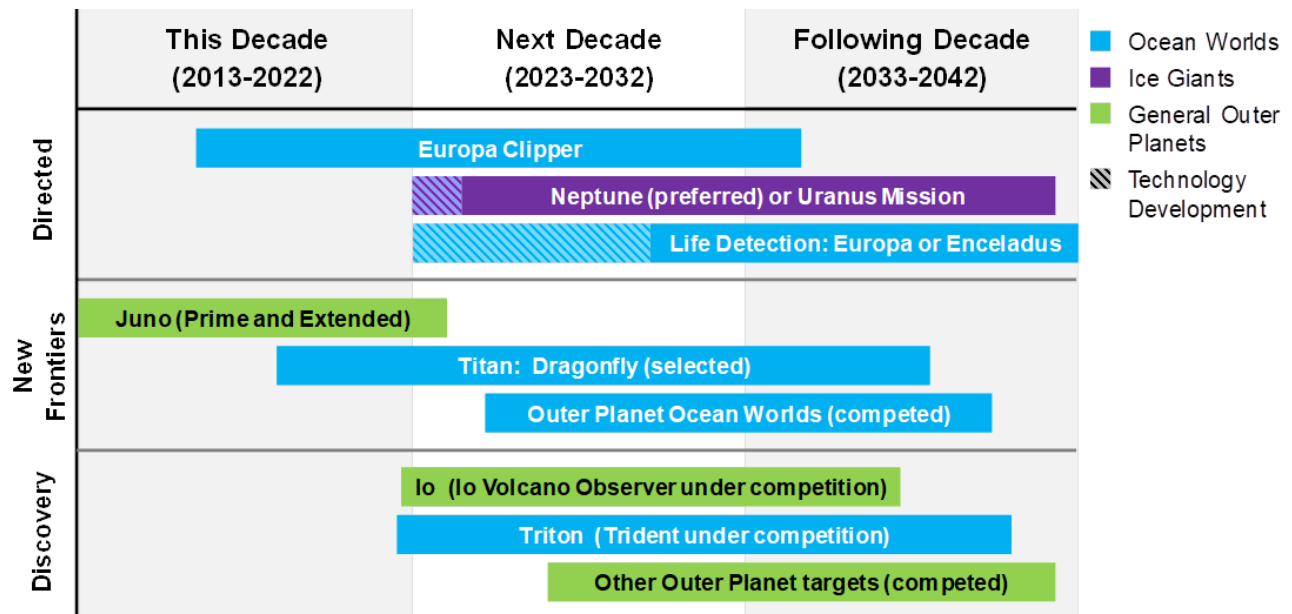 This Decade
(2013-2022)
Next Decade
(2023-2032)
Following Decade
(2033-2042)
Ocean Worlds
Ice Giants
General Outer
Planets
Technology
Development
Directed
Europa Clipper
Neptune (preferred) or Uranus Mission
Life Detection: Europa or Enceladus
New
Frontiers
Juno (Prime and Extended)
Titan: Dragonfly (selected)
Outer Planet Ocean Worlds (competed)
Discovery
Io (Io Volcano Observer under competition)
Triton (Trident under competition)
Other Outer Planet targets (competed)